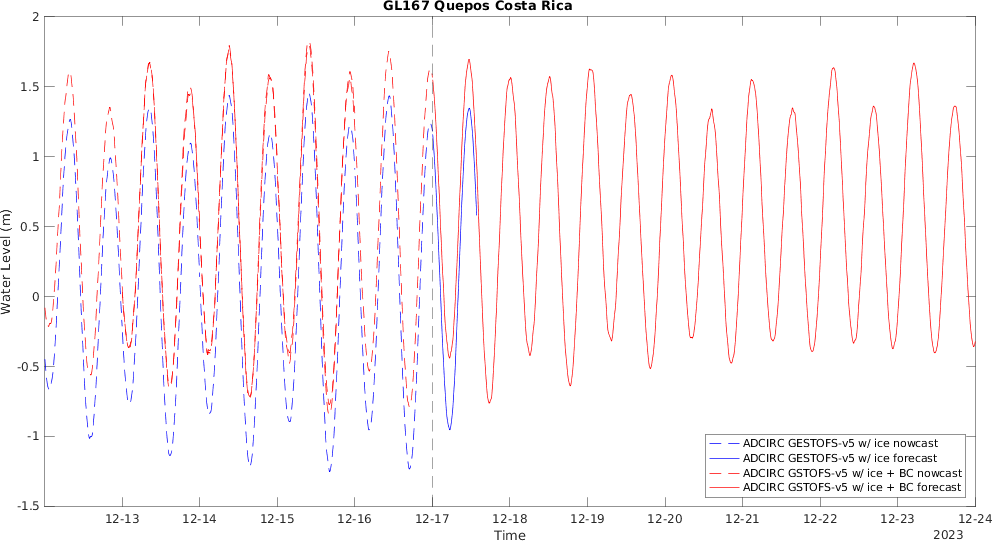 GL167 Quepos Costa Rica
2
1.5
1
0.5
0
-0.5
-1
-1.5
Water Level (m)
12-13 12-14 12-15 12-16 12-17 12-18 12-19 12-20 12-21 12-22 12-23 12-24
Time
2023
ADCIRC GESTOFS-v5 w/ ice nowcast
ADCIRC GESTOFS-v5 w/ ice forecast
ADCIRC GSTOFS-v5 w/ ice + BC nowcast
ADCIRC GSTOFS-v5 w/ ice + BC forecast